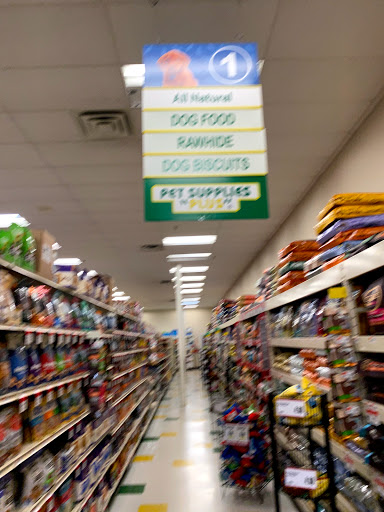 1
All Natural
DOG FOOD
RAWHIDE
DOG BISCUITS
PET SUPPLIES
"PLUS"